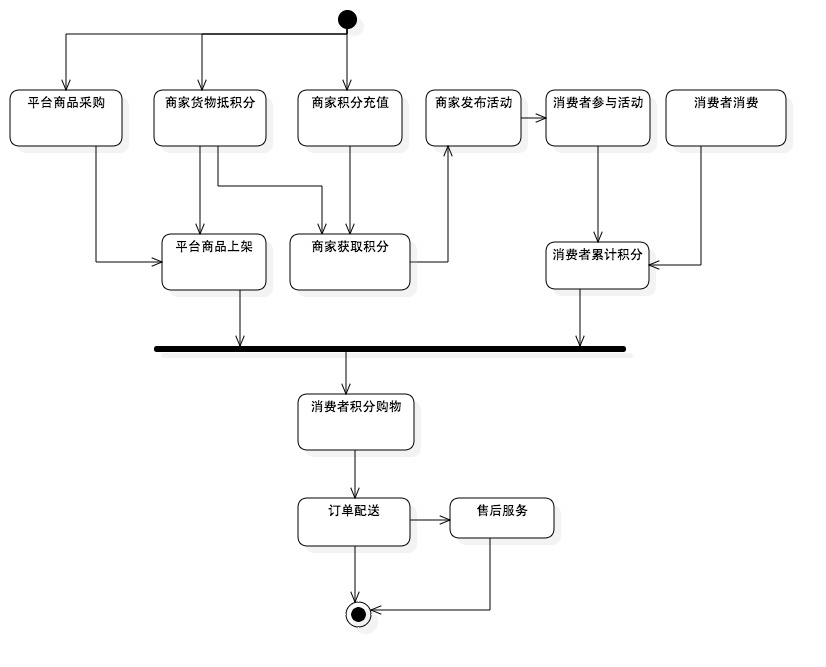 平台商品采购
商家货物抵积分
商家积分充值
商家发布活动
消费者参与活动
消费者消费
平台商品上架
商家获取积分
消费者累计积分
消费者积分购物
订单配送
售后服务